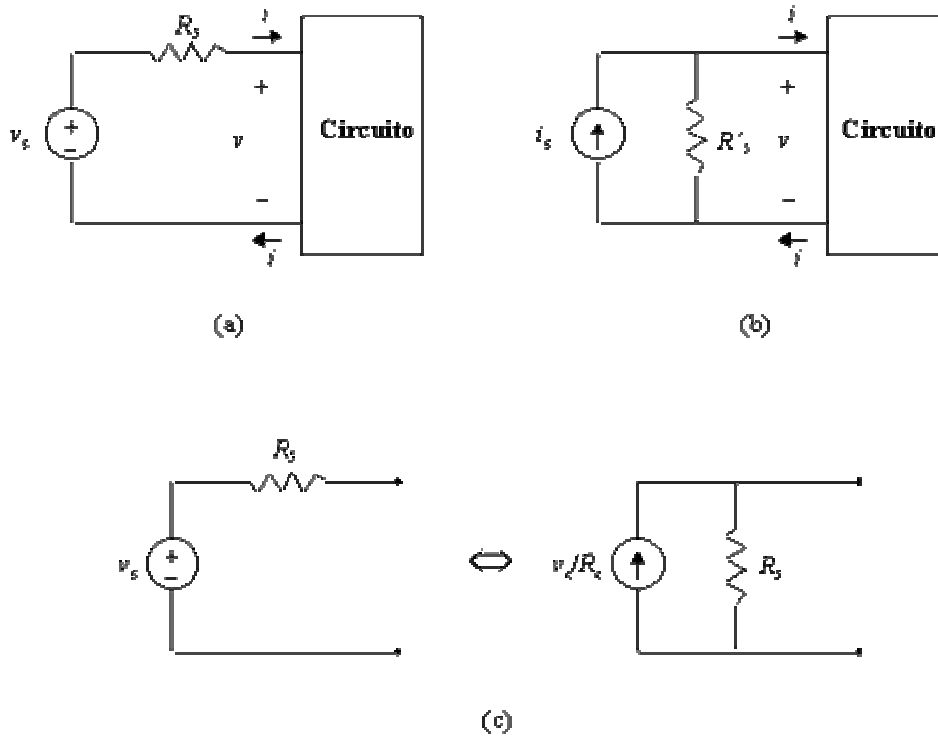 i
R_s
+
v_s
+
−
v
Circuito
−
i
(a)
i
+
i_s
R´_s
v
Circuito
−
i
(b)
R_s
v_s
+
−
⇔
v_s/R_s
R_s
(c)